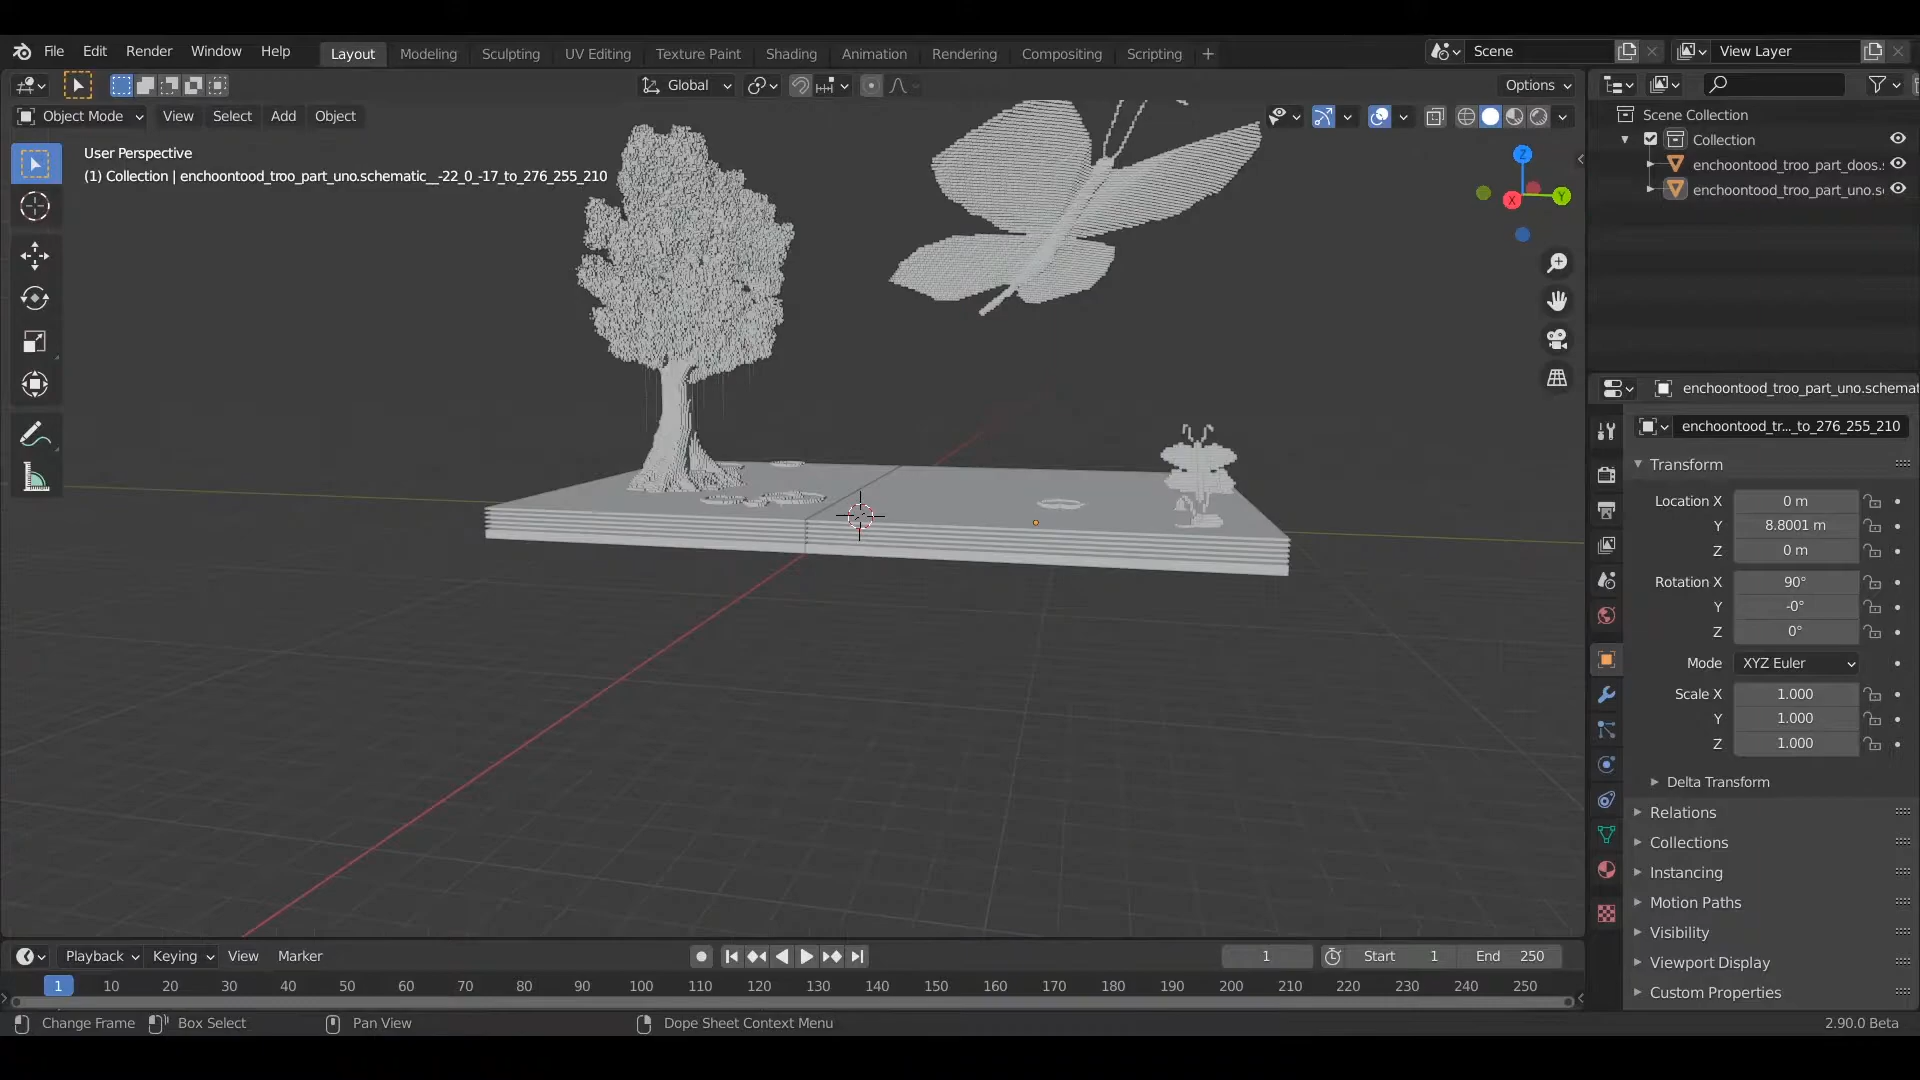 File Edit Render Window Help Layout Modeling Sculpting UV Editing Texture Paint Shading Animation Rendering Compositing Scripting + Scene View Layer
Global Options
Object Mode View Select Add Object
User Perspective
(1) Collection | enchoontood_troo_part_uno.schematic__-22_0_-17_to_276_255_210
Z
Y
X
Scene Collection
Collection
enchoontood_troo_part_doos.s
enchoontood_troo_part_uno.sc
enchoontood_troo_part_uno.schemat
enchoontood_tr..._to_276_255_210
Transform
Location X 0 m
Y 8.8001 m
Z 0 m
Rotation X 90°
Y -0°
Z 0°
Mode XYZ Euler
Scale X 1.000
Y 1.000
Z 1.000
Delta Transform
Relations
Collections
Instancing
Motion Paths
Visibility
Viewport Display
Custom Properties
Playback Keying View Marker 1 Start 1 End 250
1 10 20 30 40 50 60 70 80 90 100 110 120 130 140 150 160 170 180 190 200 210 220 230 240 250
Change Frame Box Select Pan View Dope Sheet Context Menu 2.90.0 Beta